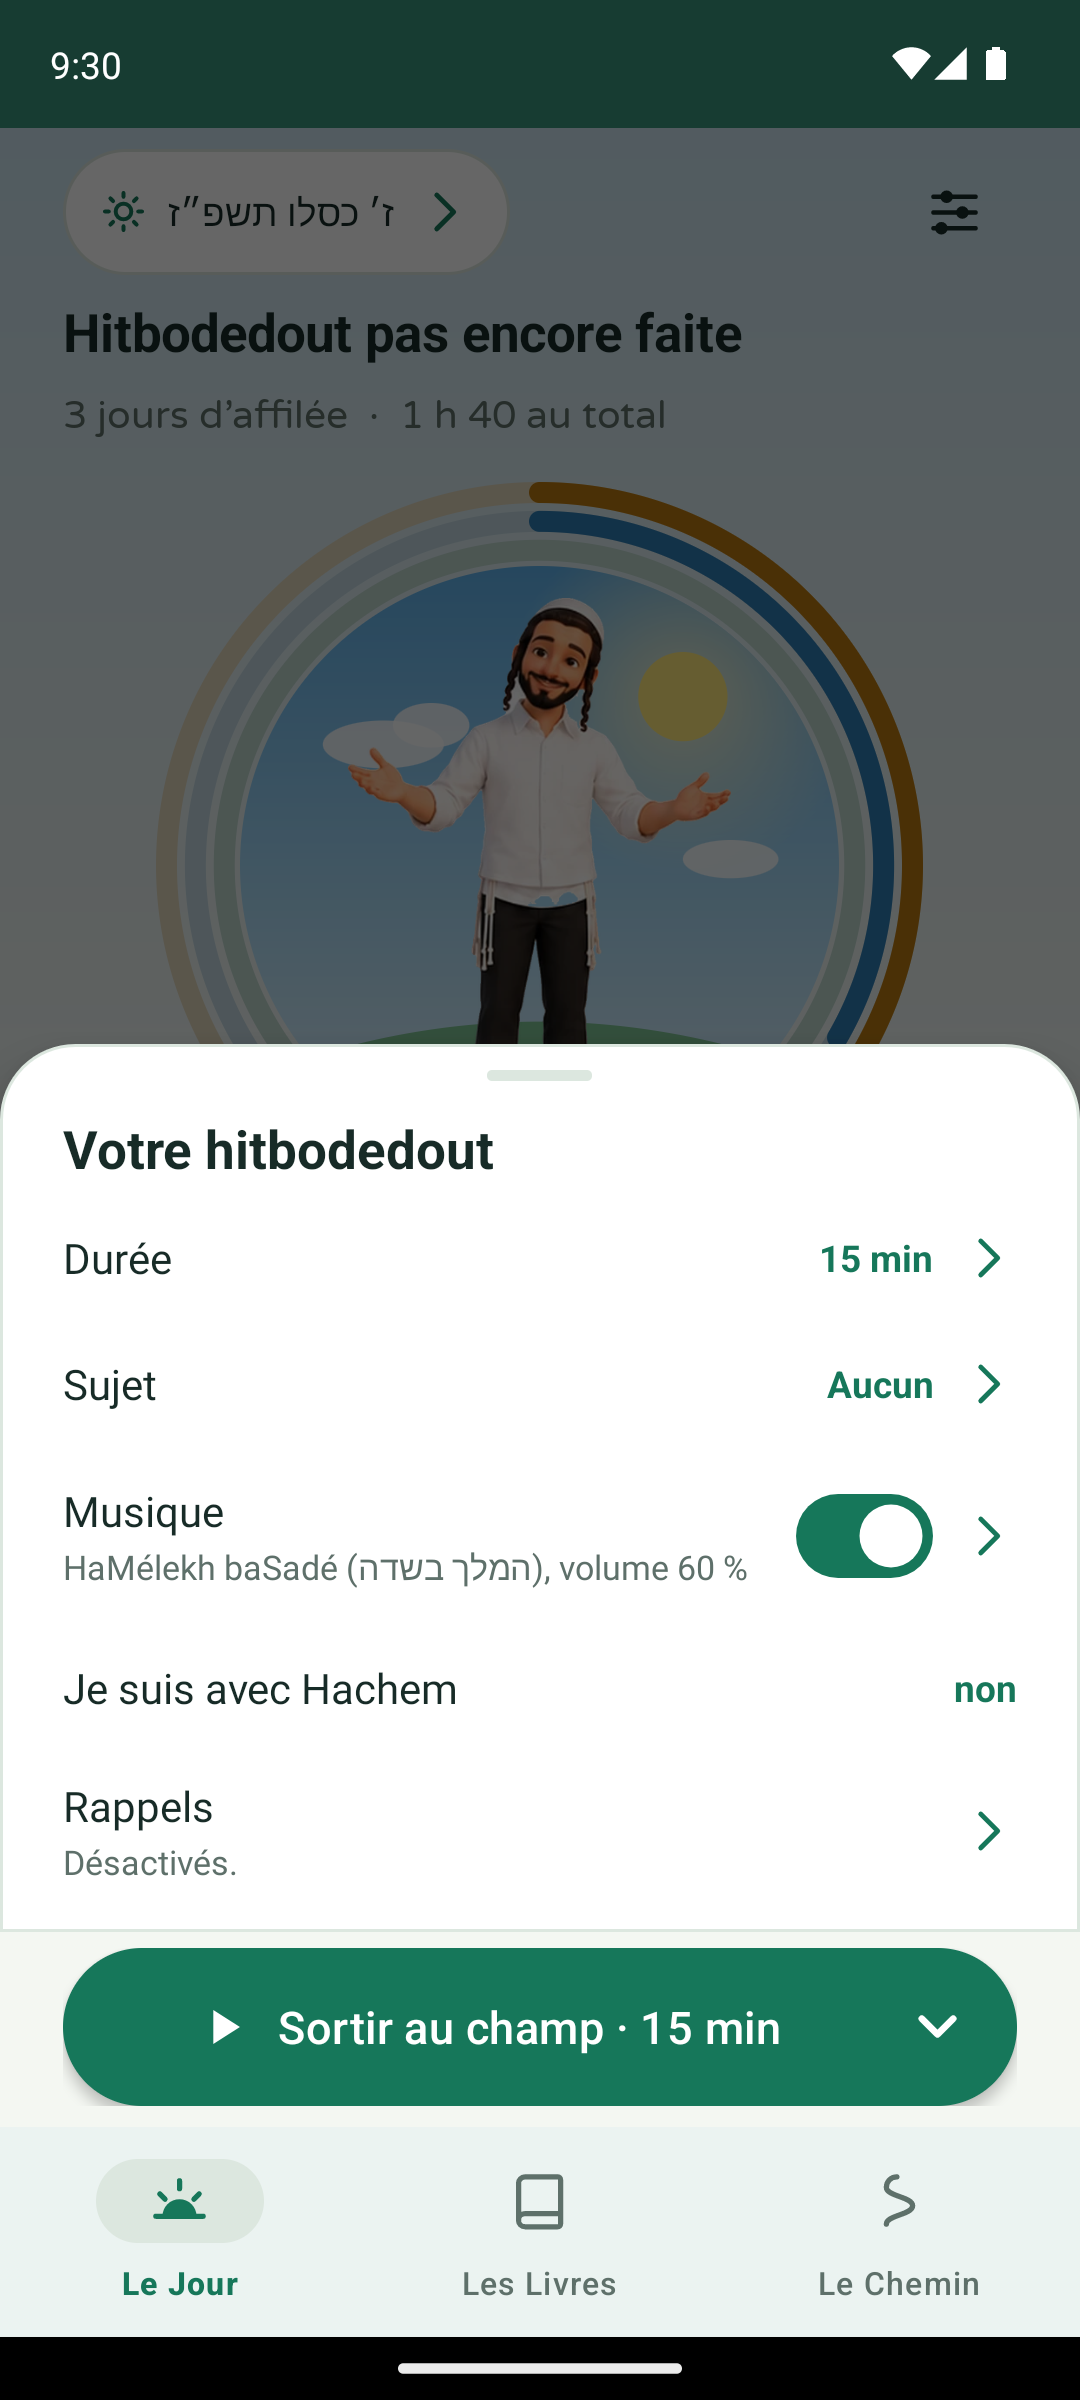 9:30
ז׳ כסלו תשפ״ז
Hitbodedout pas encore faite
3 jours d’affilée · 1 h 40 au total
Votre hitbodedout
Durée 15 min
Sujet Aucun
Musique
HaMélekh baSadé (המלך בשדה), volume 60 %
Je suis avec Hachem non
Rappels
Désactivés.
Sortir au champ · 15 min
Le Jour Les Livres Le Chemin